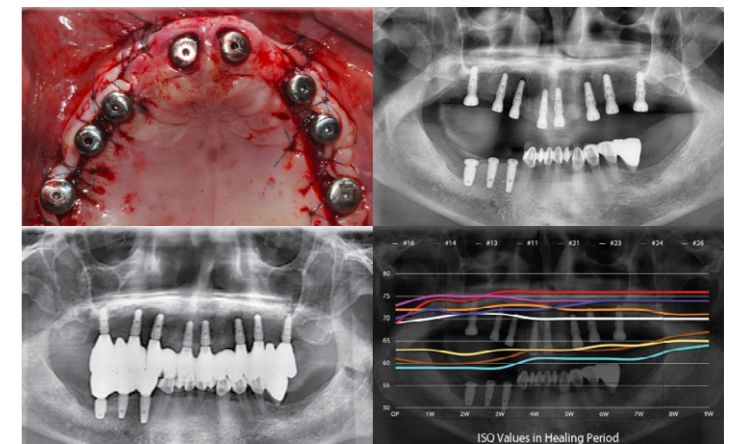 — #16 — #14 — #13 — #11 — #21 — #23 — #24 — #26
80
75
70
65
60
55
50
OP 1W 2W 3W 4W 5W 6W 7W 8W 9W
ISQ Values in Healing Period